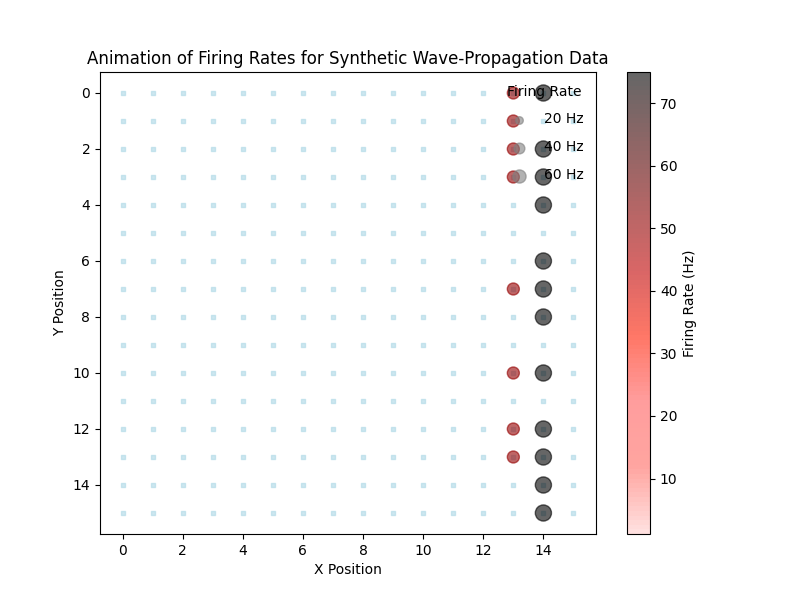 Animation of Firing Rates for Synthetic Wave-Propagation Data
Firing Rate
20 Hz
40 Hz
60 Hz
0
2
4
6
8
10
12
14
Y Position
0 2 4 6 8 10 12 14
X Position
70
60
50
40
30
20
10
Firing Rate (Hz)